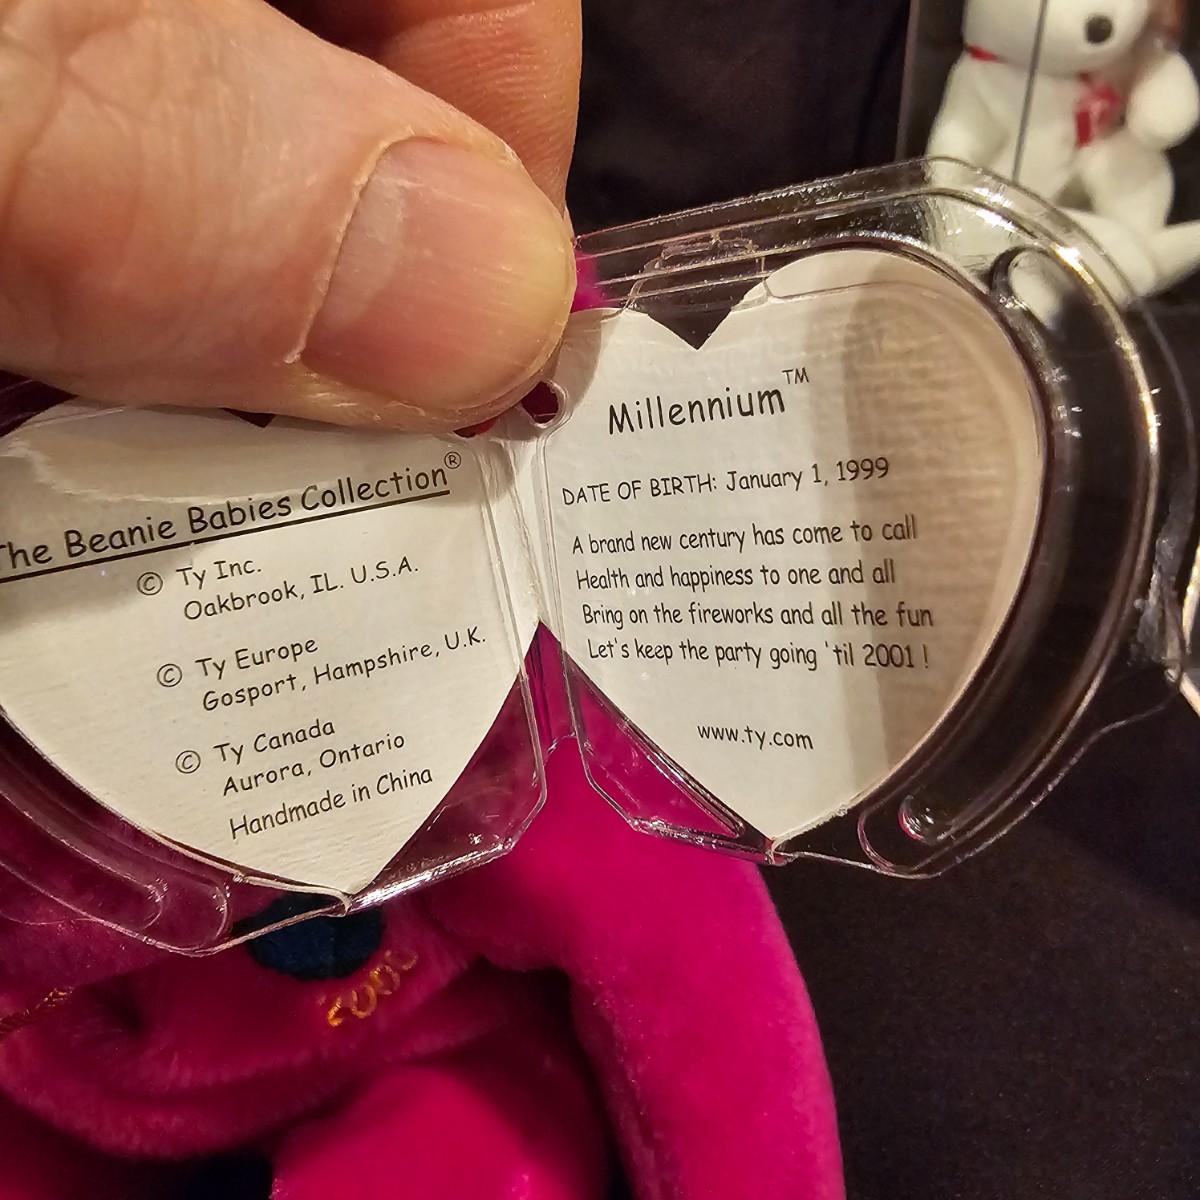 The Beanie Babies Collection®
© Ty Inc.
Oakbrook, IL. U.S.A.
© Ty Europe
Gosport, Hampshire, U.K.
© Ty Canada
Aurora, Ontario
Handmade in China
Millennium™
DATE OF BIRTH: January 1, 1999
A brand new century has come to call
Health and happiness to one and all
Bring on the fireworks and all the fun
Let's keep the party going 'til 2001 !
www.ty.com
2000